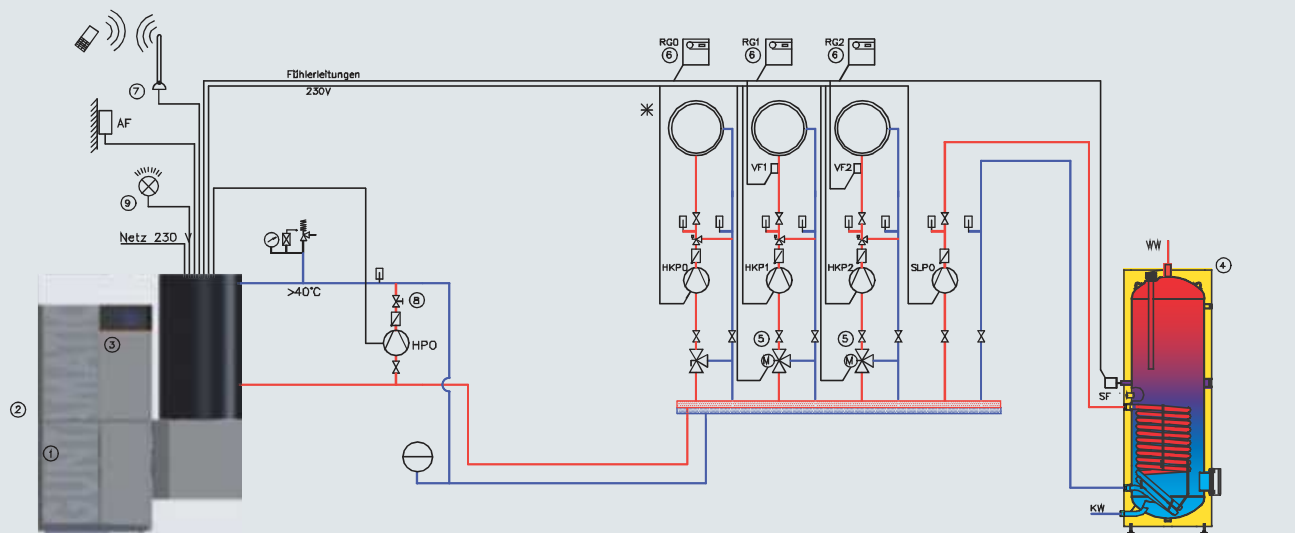 RG0 RG1 RG2
6 6 6
Fühlerleitungen
230V
7
AF
VF1 VF2
9
Netz 230 V
WW
4
HKP0 HKP1 HKP2 SLP0
>40°C
8
HP0
3
5 5
M M
SF
2
1
GUNTAMATIC
KW